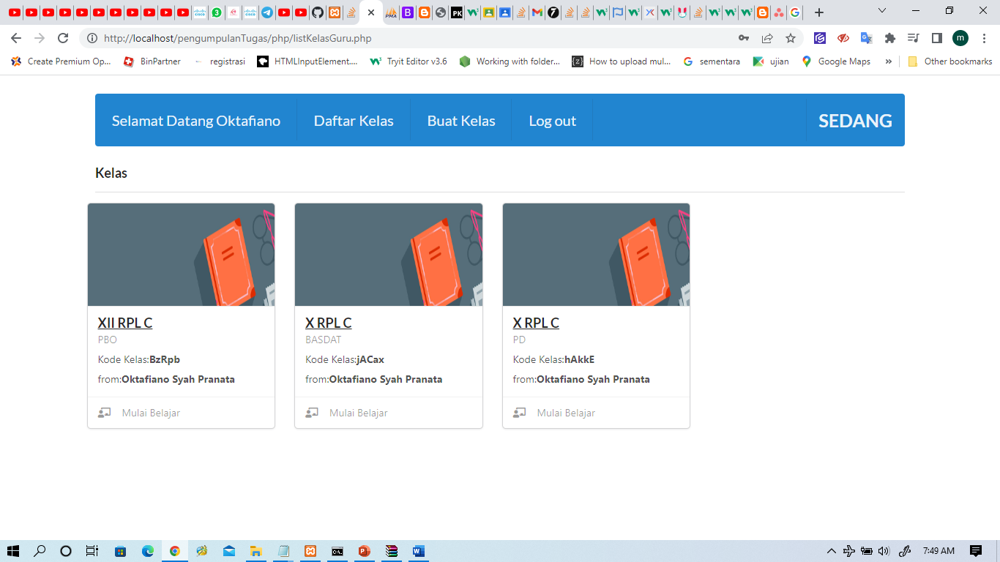 PMA
PK
http://localhost/pengumpulanTugas/php/listKelasGuru.php
m
Create Premium Op...
BinPartner
registrasi
HTMLInputElement....
Tryit Editor v3.6
Working with folder...
How to upload mul...
sementara
ujian
Google Maps
Other bookmarks
Selamat Datang Oktafiano
Daftar Kelas
Buat Kelas
Log out
SEDANG
Kelas
XII RPL C
PBO
Kode Kelas:BzRpb
from:Oktafiano Syah Pranata
Mulai Belajar
X RPL C
BASDAT
Kode Kelas:jACax
from:Oktafiano Syah Pranata
Mulai Belajar
X RPL C
PD
Kode Kelas:hAkkE
from:Oktafiano Syah Pranata
Mulai Belajar
7:49 AM